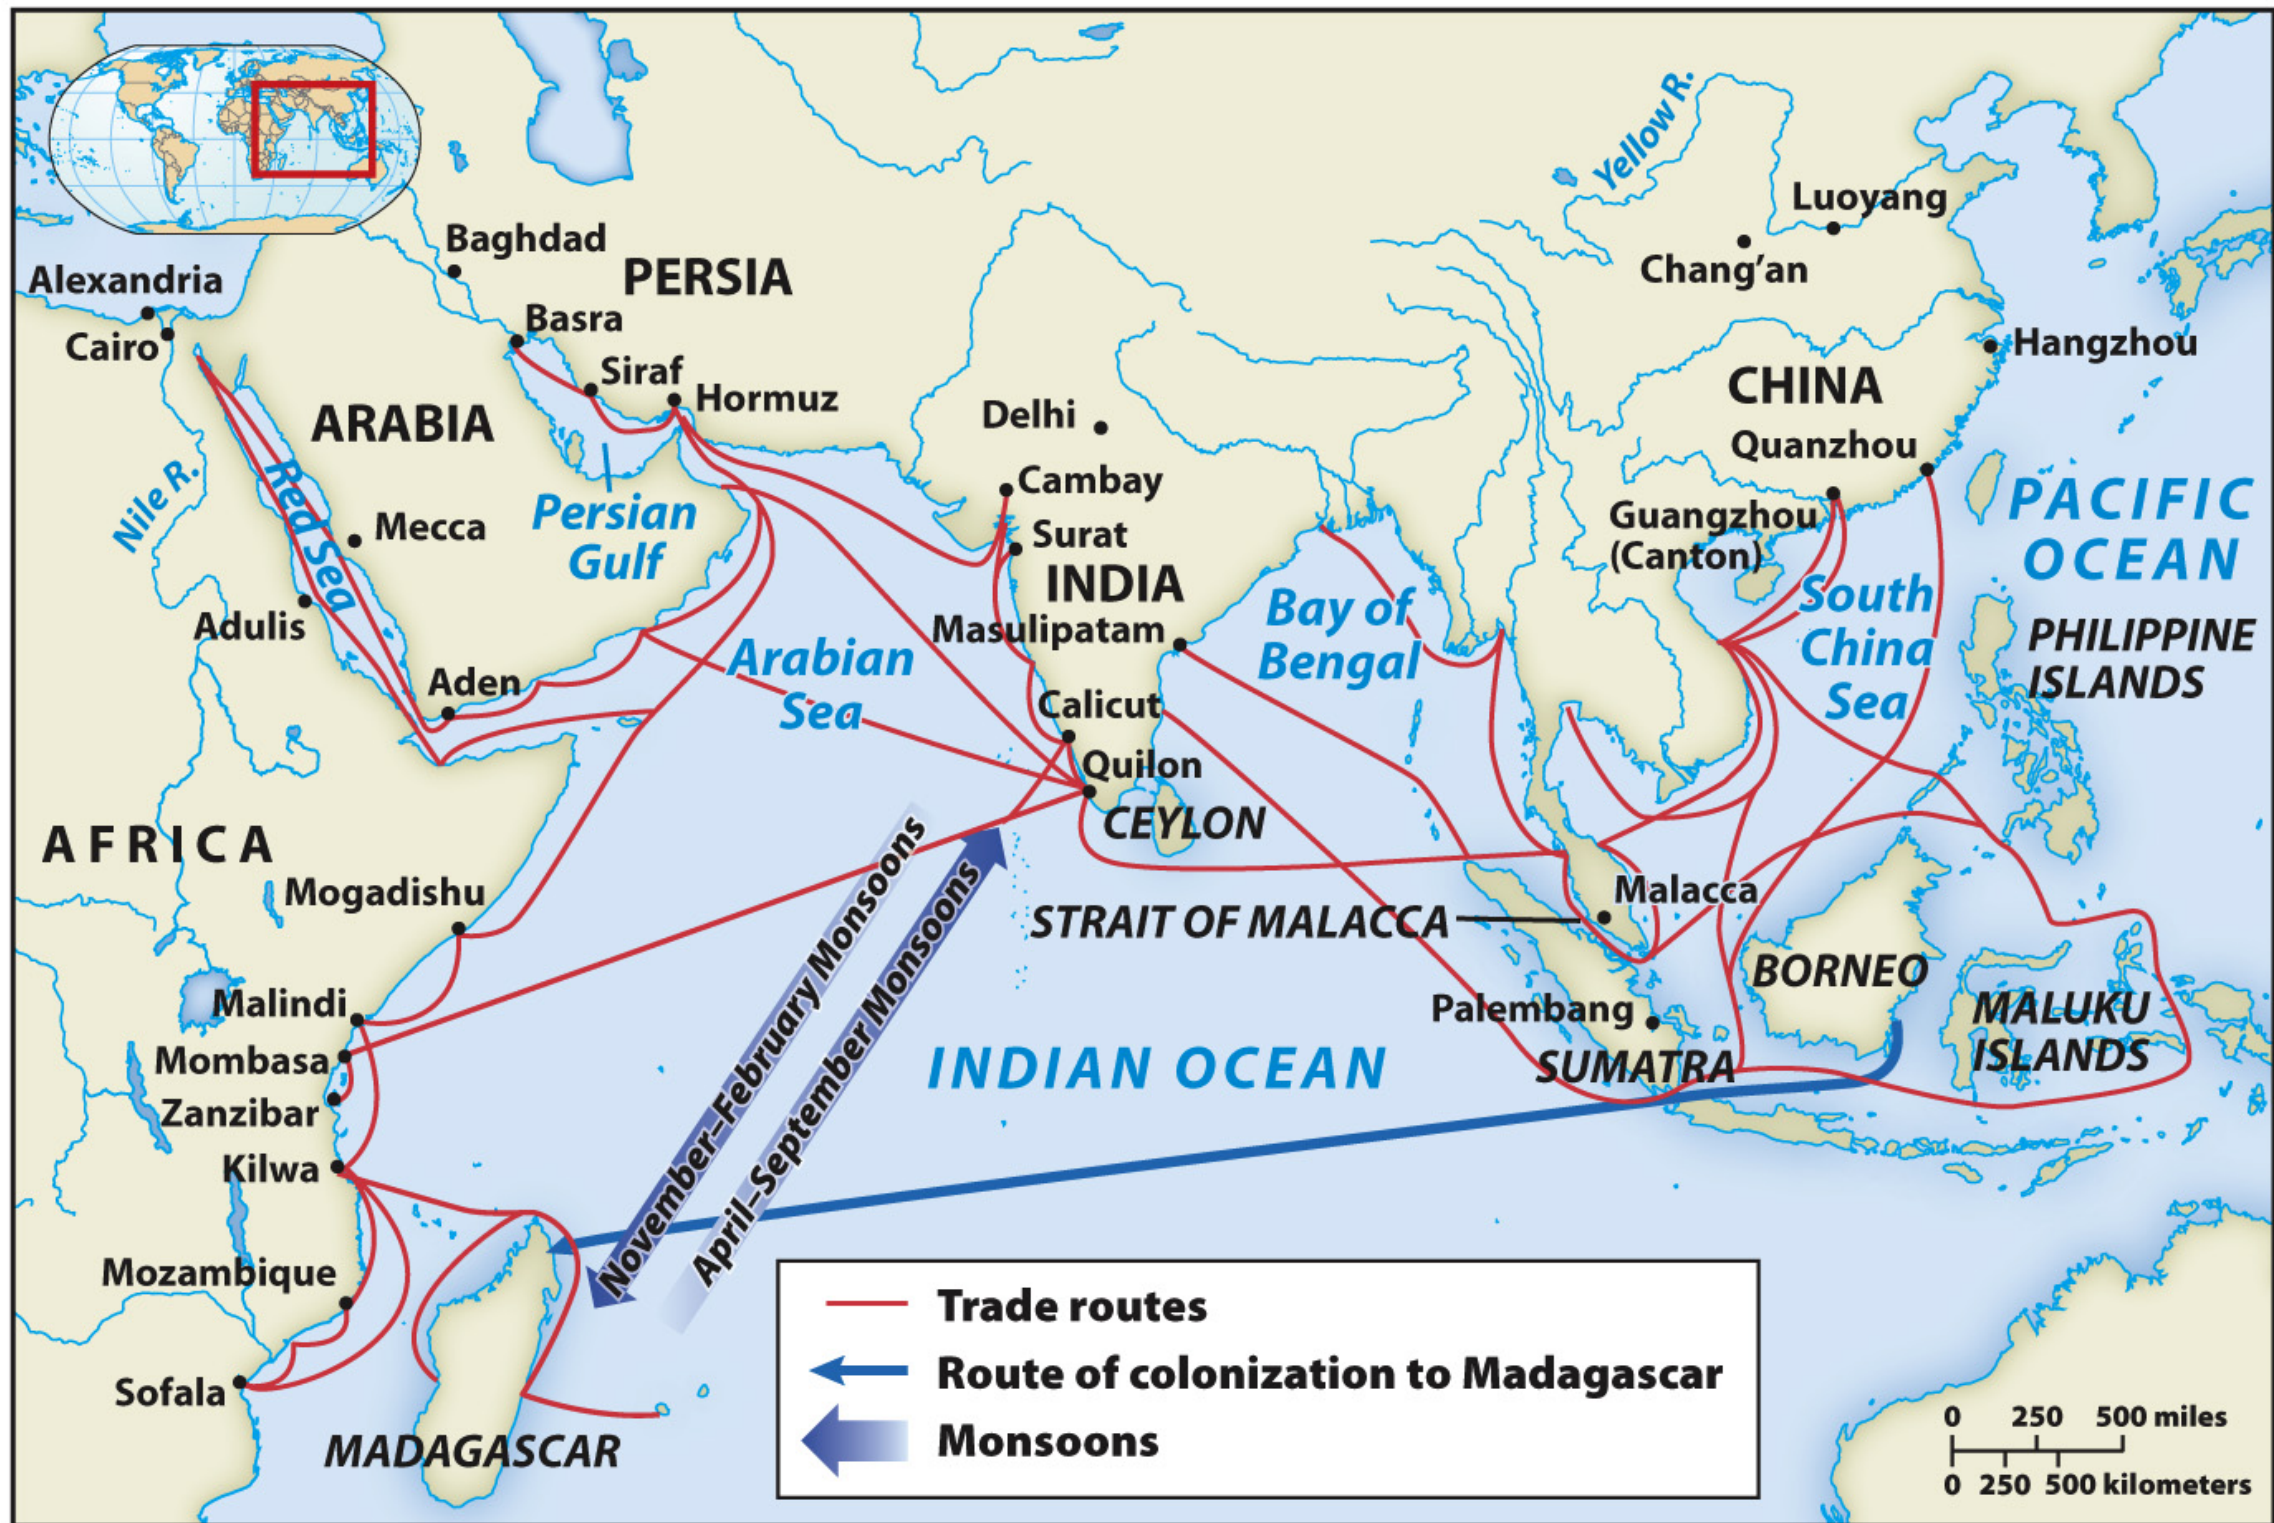 Yellow R.
Luoyang
Baghdad
PERSIA
Chang’an
Alexandria
Basra
Cairo
Hangzhou
Siraf
Hormuz
CHINA
ARABIA
Delhi
Quanzhou
Cambay
Nile R.
Red Sea
Mecca
Persian
Gulf
Surat
INDIA
Guangzhou
(Canton)
PACIFIC
OCEAN
South
China
Sea
Adulis
Masulipatam
Bay of
Bengal
PHILIPPINE
ISLANDS
Arabian
Sea
Aden
Calicut
Quilon
CEYLON
AFRICA
Mogadishu
Malacca
STRAIT OF MALACCA
BORNEO
Malindi
Palembang
MALUKU
ISLANDS
Mombasa
INDIAN OCEAN
SUMATRA
Zanzibar
Kilwa
November–February Monsoons
April–September Monsoons
Mozambique
Sofala
MADAGASCAR
Trade routes
Route of colonization to Madagascar
Monsoons
0 250 500 miles
0 250 500 kilometers